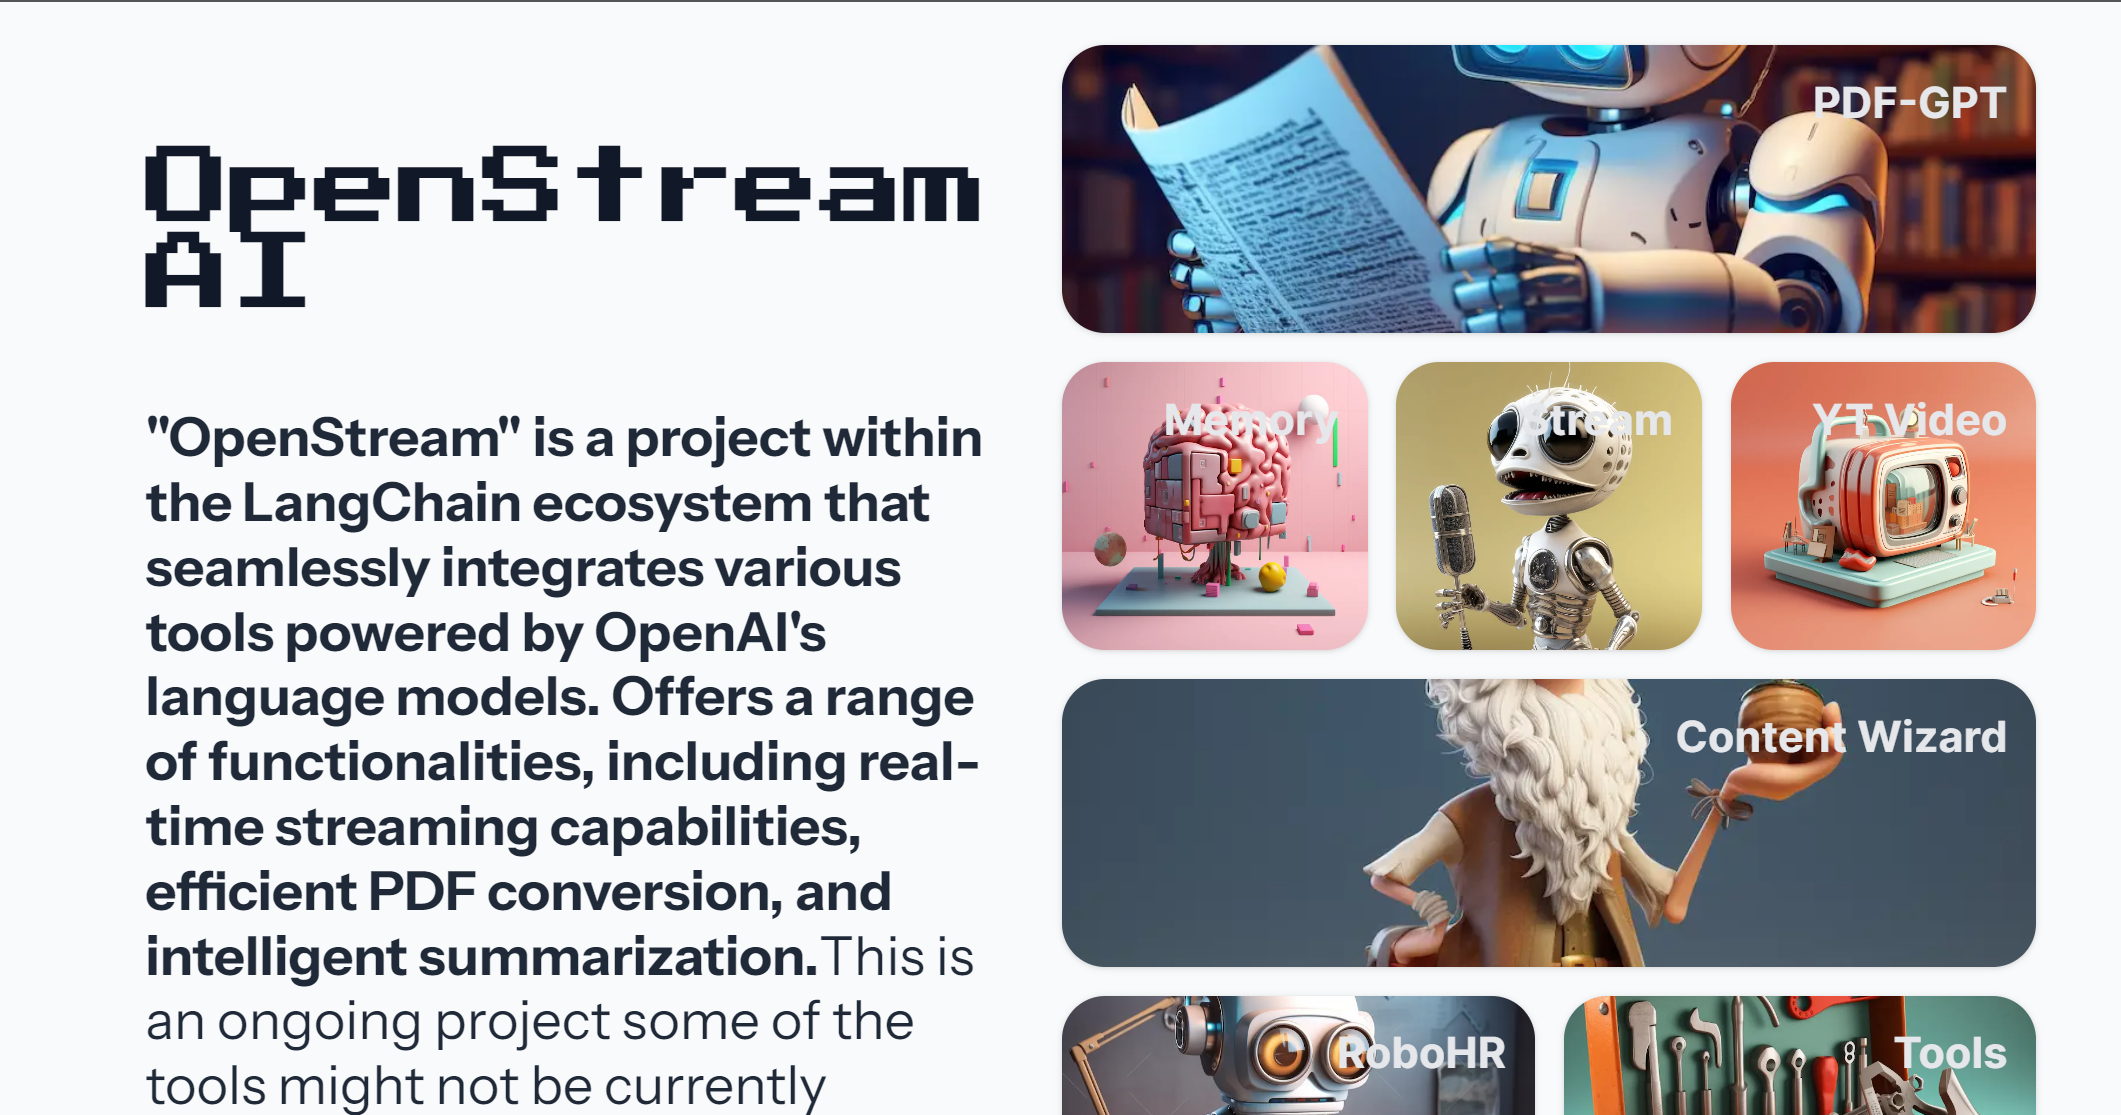 OpenStream
AI
"OpenStream" is a project within
the LangChain ecosystem that
seamlessly integrates various
tools powered by OpenAI's
language models. Offers a range
of functionalities, including real-
time streaming capabilities,
efficient PDF conversion, and
intelligent summarization. This is
an ongoing project some of the
tools might not be currently
PDF-GPT
Memory
Stream
YT Video
Content Wizard
RoboHR
Tools